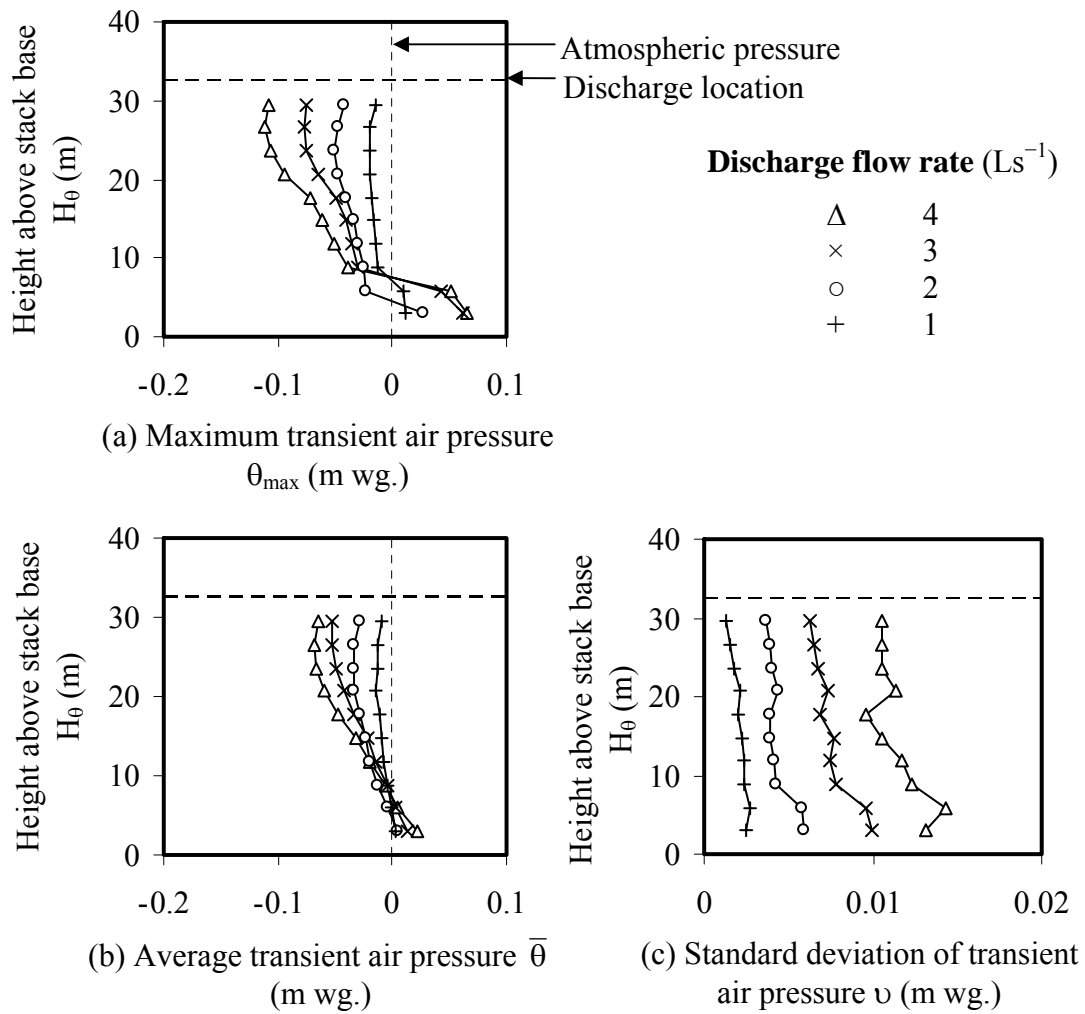 Height above stack base
H_θ (m)
40
30
20
10
0
-0.2
-0.1
0
0.1
Atmospheric pressure
Discharge location
(a) Maximum transient air pressure
θ_max (m wg.)
Discharge flow rate (Ls⁻¹)
Δ 4
× 3
○ 2
+ 1
Height above stack base
H_θ (m)
40
30
20
10
0
-0.2
-0.1
0
0.1
(b) Average transient air pressure θ̅
(m wg.)
Height above stack base
H_θ (m)
40
30
20
10
0
0
0.01
0.02
(c) Standard deviation of transient
air pressure υ (m wg.)